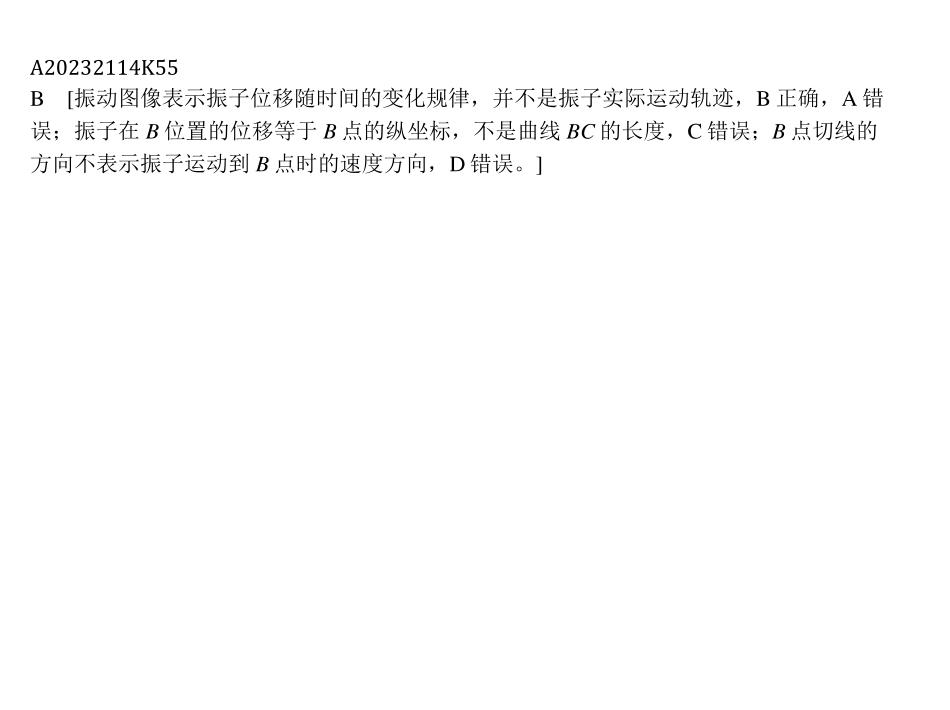 A20232114K55
B　[振动图像表示振子位移随时间的变化规律，并不是振子实际运动轨迹，B 正确，A 错
误；振子在 B 位置的位移等于 B 点的纵坐标，不是曲线 BC 的长度，C 错误；B 点切线的
方向不表示振子运动到 B 点时的速度方向，D 错误。]